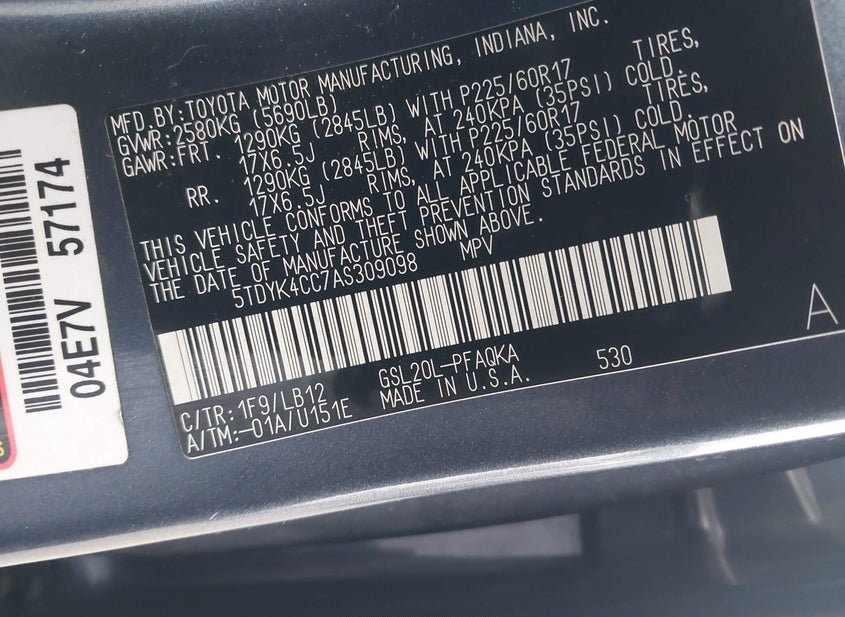 MFD.BY:TOYOTA MOTOR MANUFACTURING, INDIANA, INC.
GVWR:2580KG (5690LB)
GAWR:FRT. 1290KG (2845LB) WITH P225/60R17 TIRES,
17X6.5J RIMS, AT 240KPA (35PSI) COLD.
RR. 1290KG (2845LB) WITH P225/60R17 TIRES,
17X6.5J RIMS, AT 240KPA (35PSI) COLD.
THIS VEHICLE CONFORMS TO ALL APPLICABLE FEDERAL MOTOR
VEHICLE SAFETY AND THEFT PREVENTION STANDARDS IN EFFECT ON
THE DATE OF MANUFACTURE SHOWN ABOVE.
5TDYK4CC7AS309098 MPV
C/TR:1F9/LB12 GSL20L-PFAQKA 530
A/TM:-01A/U151E MADE IN U.S.A.
A
04E7V 57174